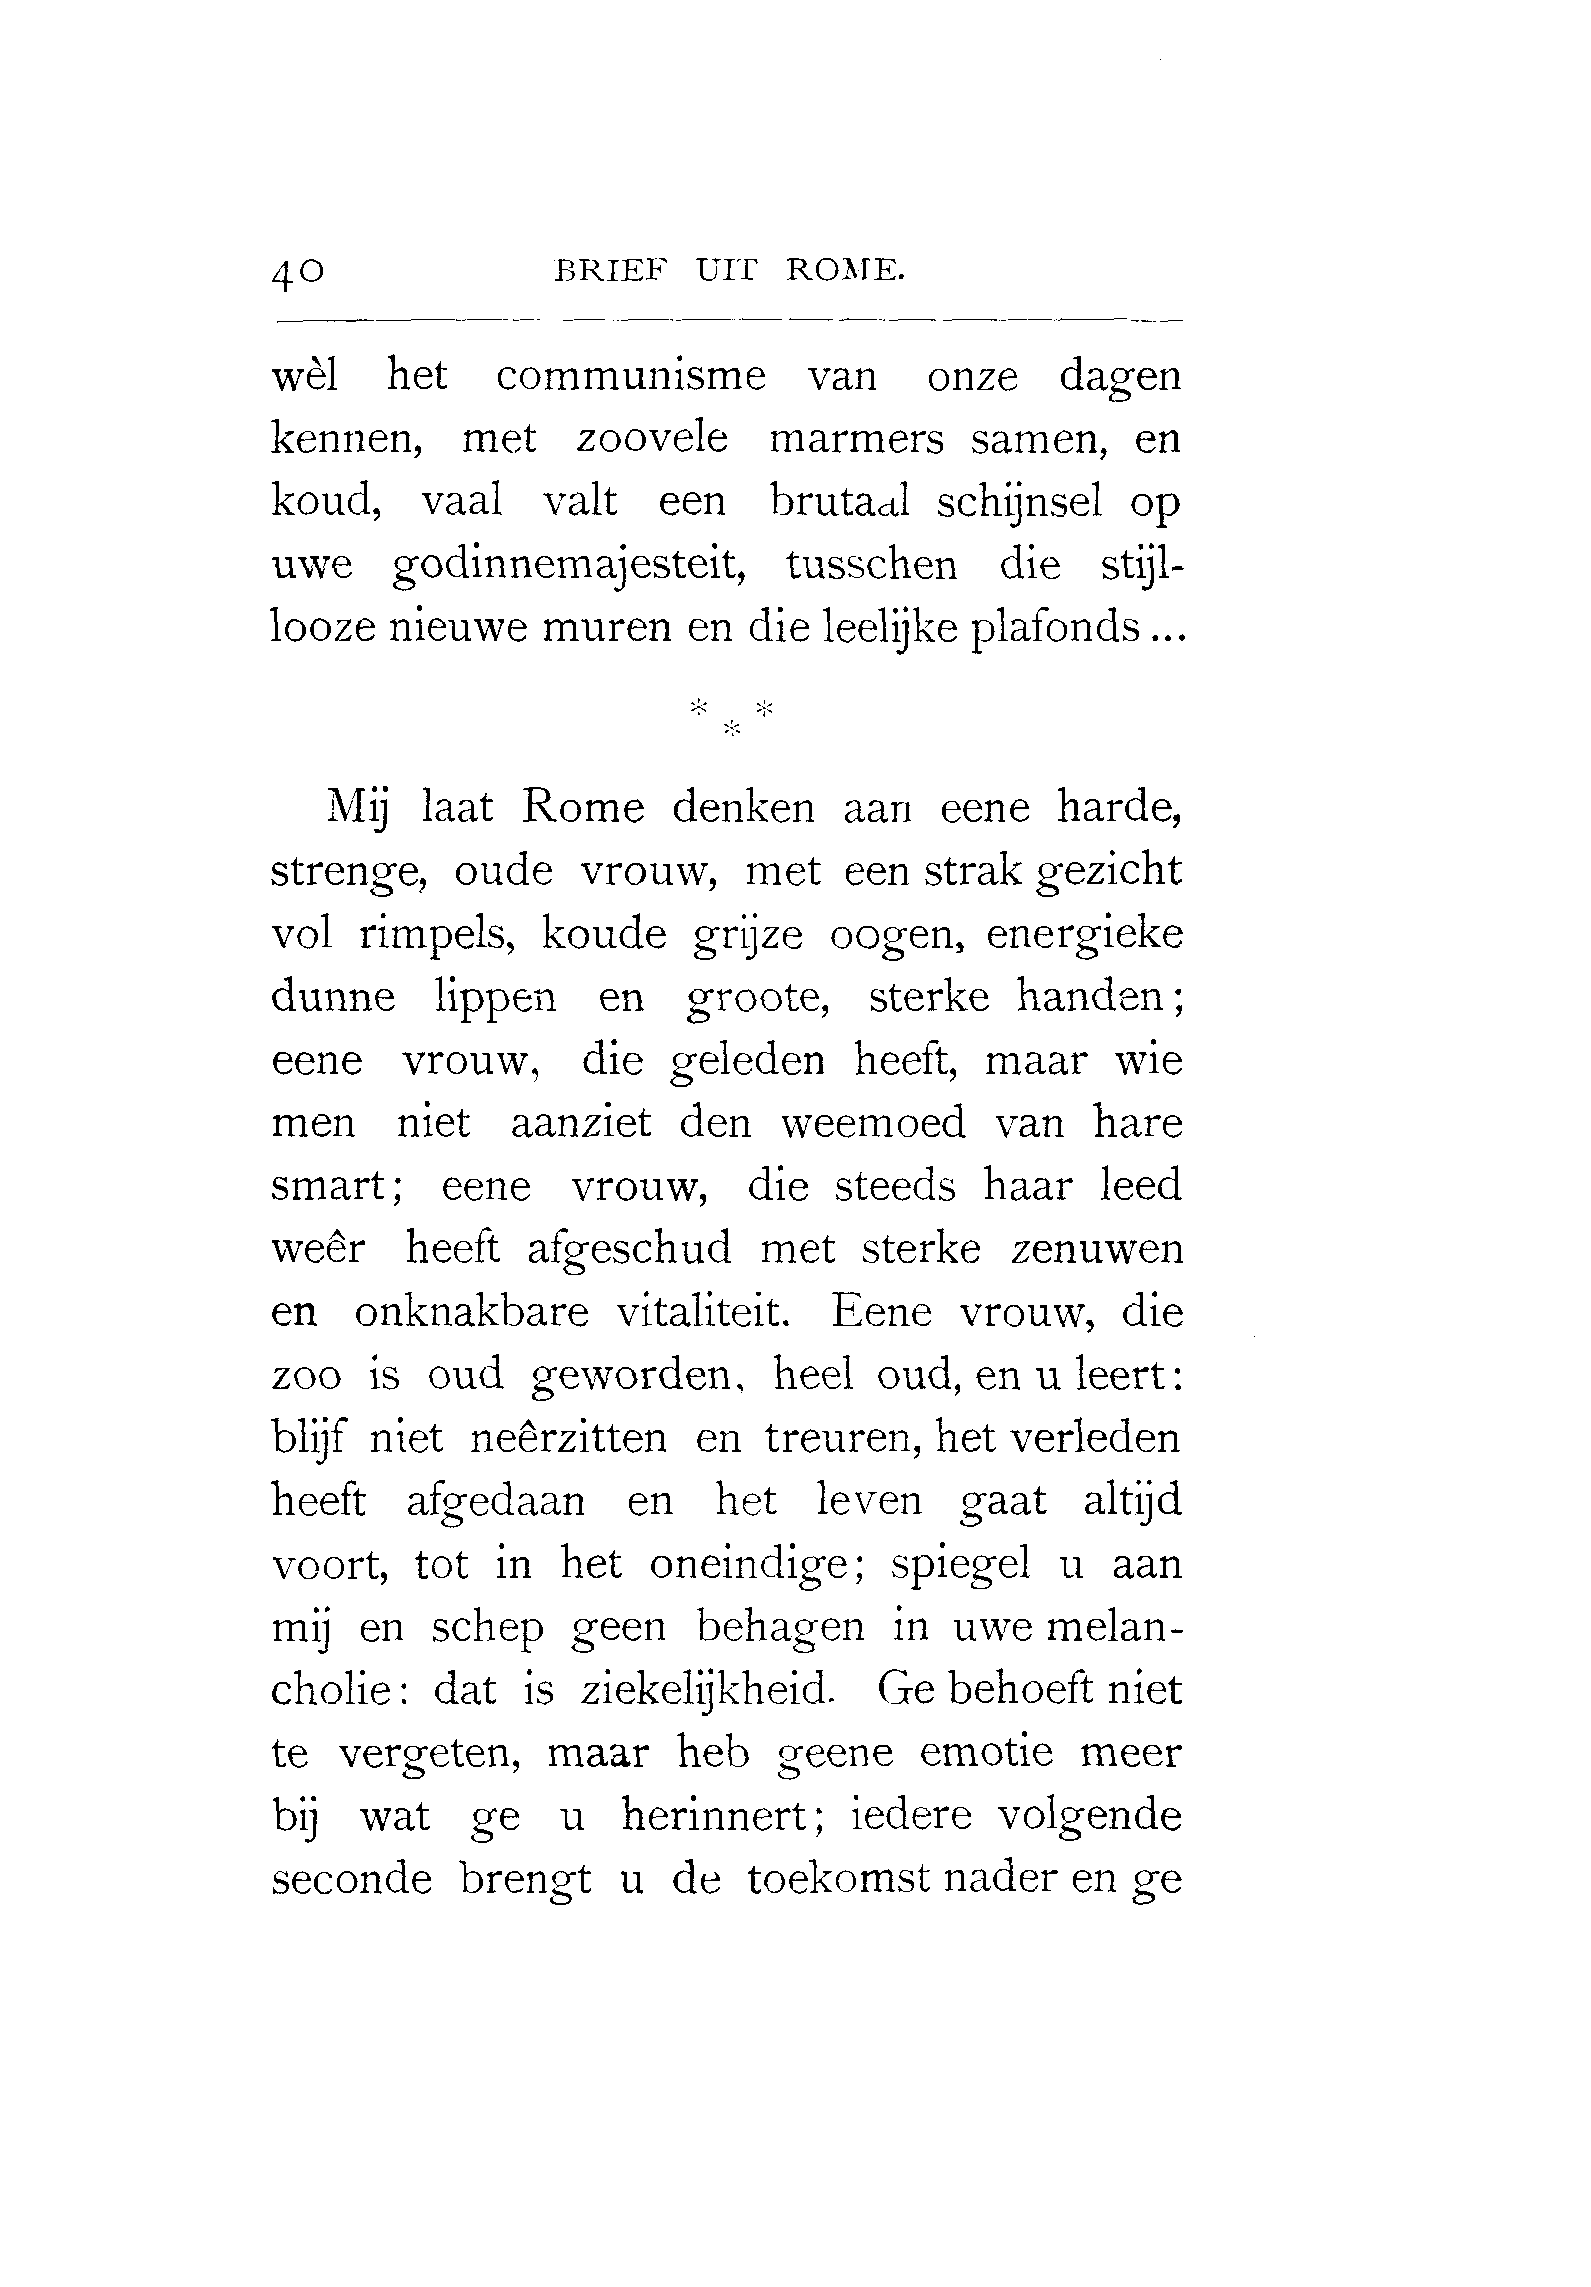 40 BRIEF UIT ROME.
wèl het communisme van onze dagen
kennen, met zoovele marmers samen, en
koud, vaal valt een brutaal schijnsel op
uwe godinnemajesteit, tusschen die stijl-
looze nieuwe muren en die leelijke plafonds ...
* * *
Mij laat Rome denken aan eene harde,
strenge, oude vrouw, met een strak gezicht
vol rimpels, koude grijze oogen, energieke
dunne lippen en groote, sterke handen;
eene vrouw, die geleden heeft, maar wie
men niet aanziet den weemoed van hare
smart; eene vrouw, die steeds haar leed
weêr heeft afgeschud met sterke zenuwen
en onknakbare vitaliteit. Eene vrouw, die
zoo is oud geworden, heel oud, en u leert:
blijf niet neêrzitten en treuren, het verleden
heeft afgedaan en het leven gaat altijd
voort, tot in het oneindige; spiegel u aan
mij en schep geen behagen in uwe melan-
cholie: dat is ziekelijkheid. Ge behoeft niet
te vergeten, maar heb geene emotie meer
bij wat ge u herinnert; iedere volgende
seconde brengt u de toekomst nader en ge